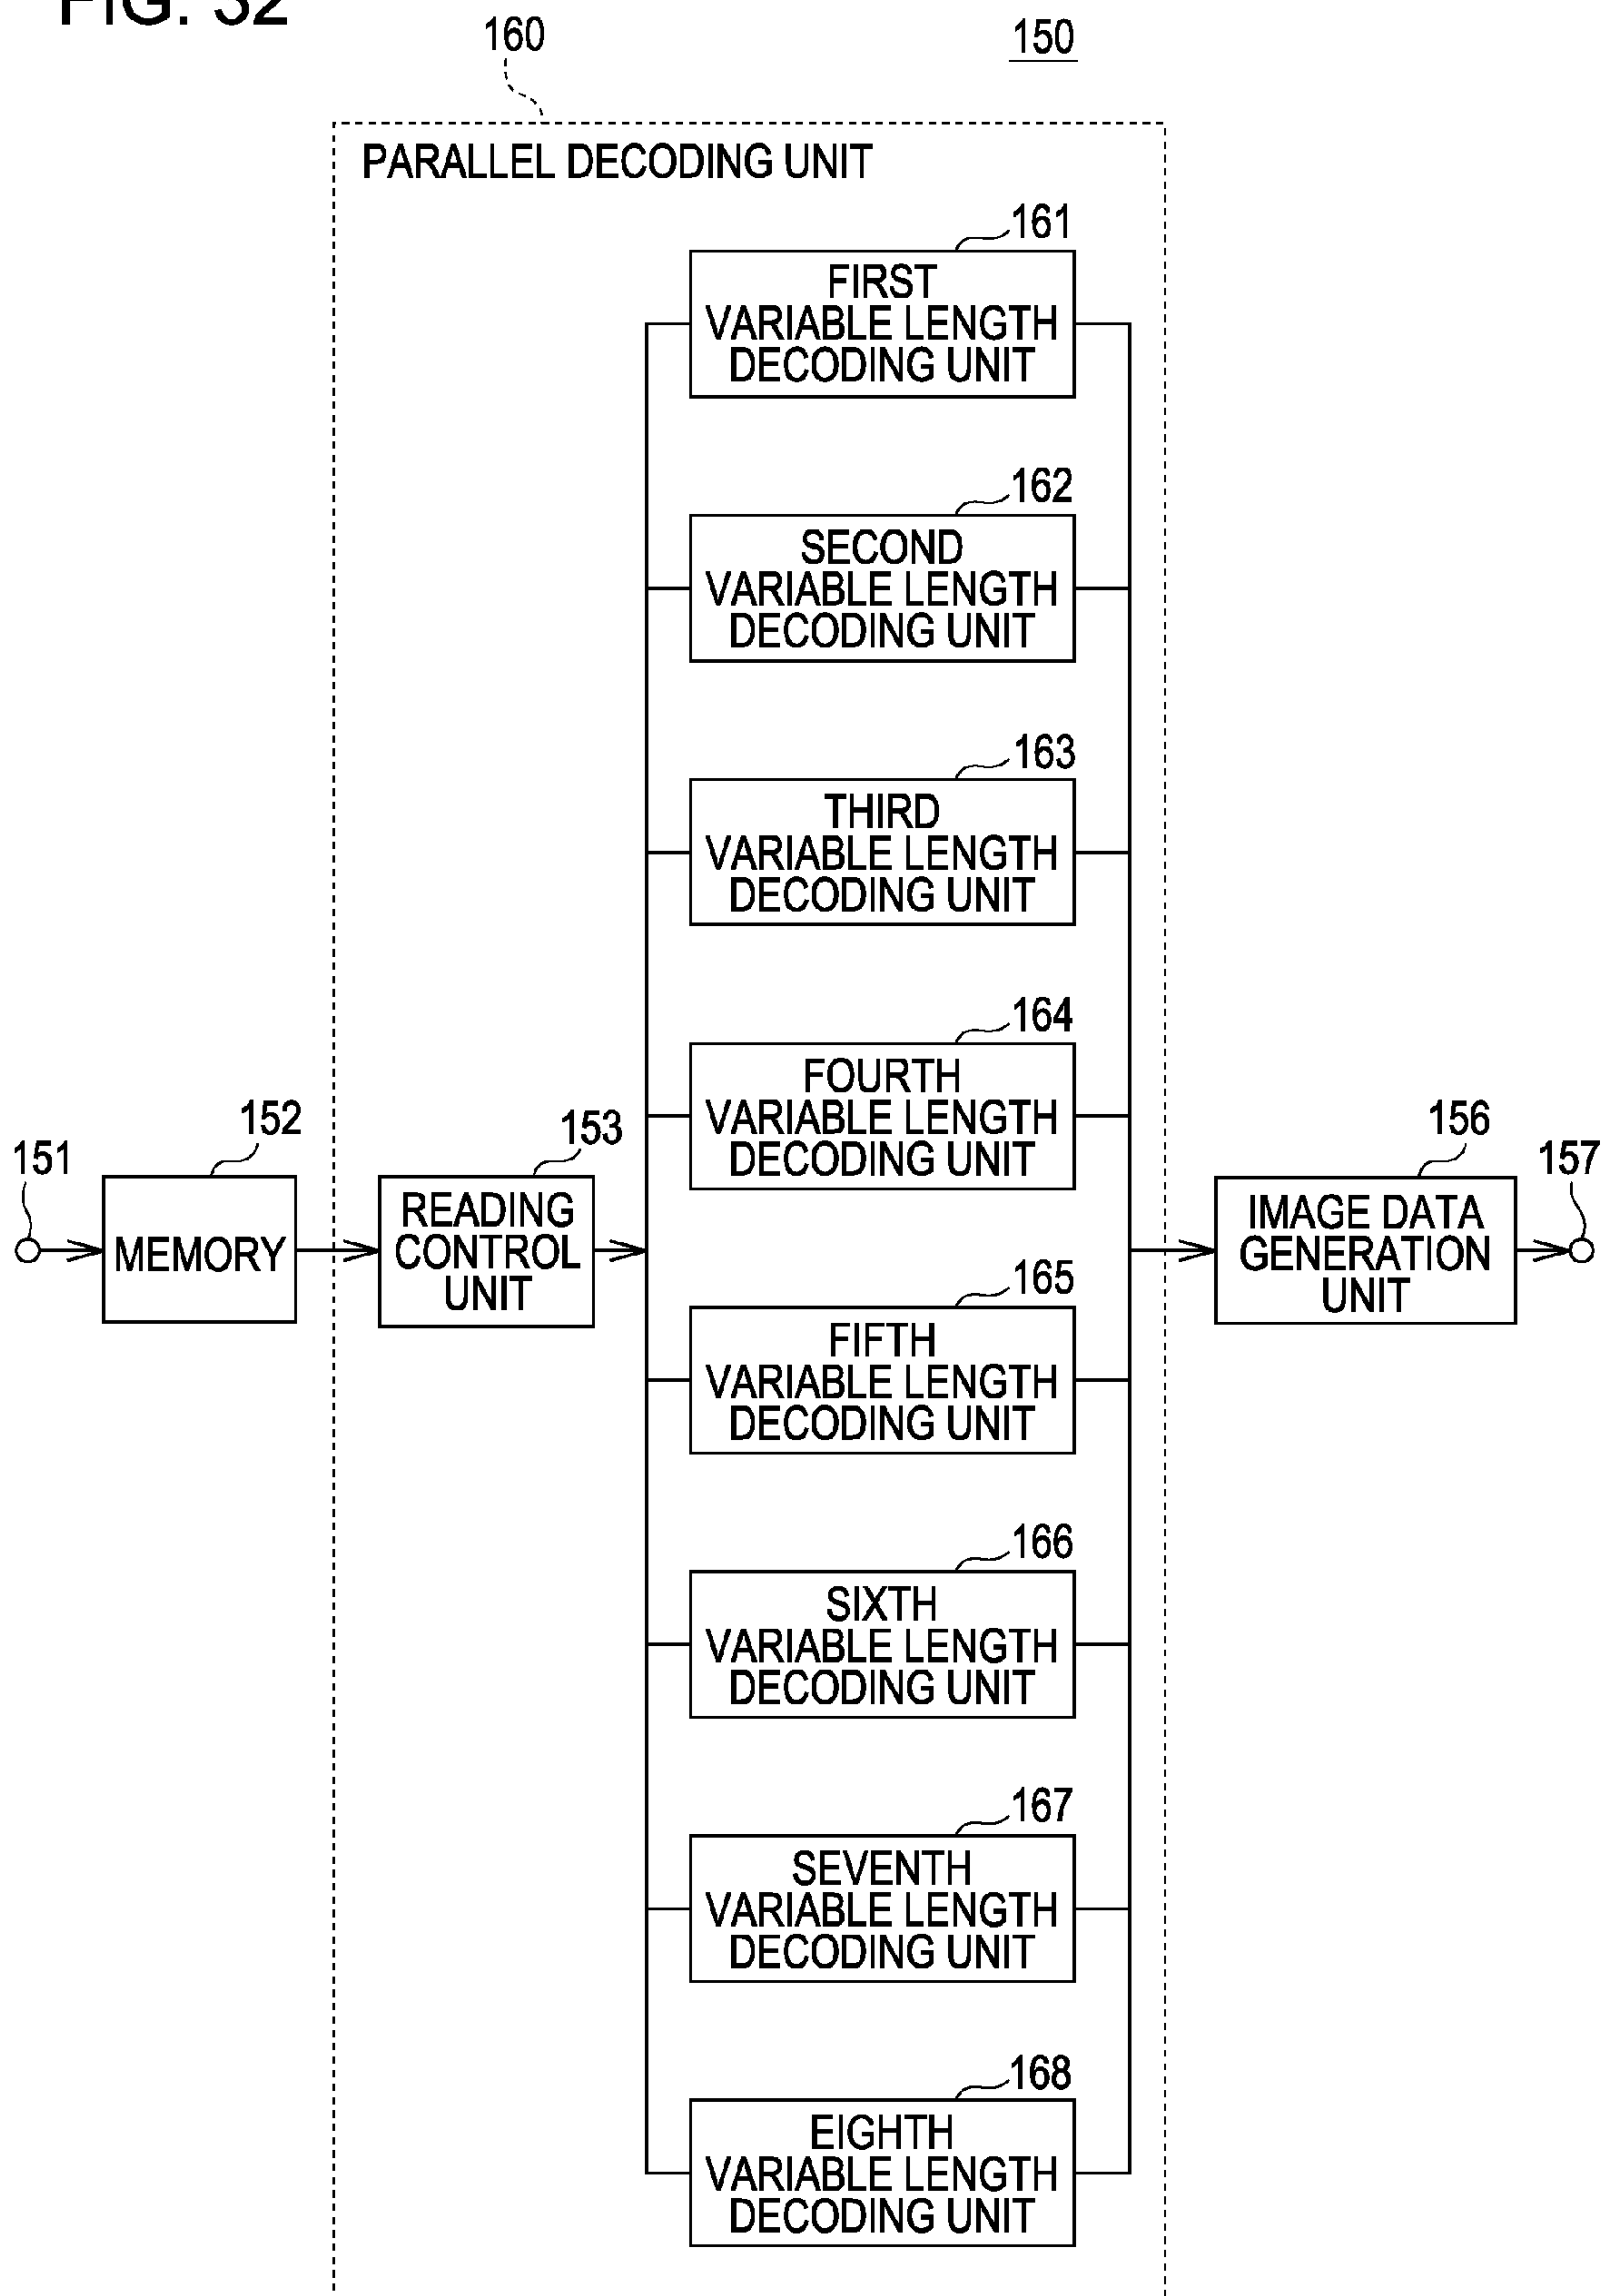 FIG. 32
160
150
PARALLEL DECODING UNIT
161
FIRST
VARIABLE LENGTH
DECODING UNIT
162
SECOND
VARIABLE LENGTH
DECODING UNIT
163
THIRD
VARIABLE LENGTH
DECODING UNIT
164
FOURTH
VARIABLE LENGTH
DECODING UNIT
151
152
MEMORY
153
READING
CONTROL
UNIT
156
IMAGE DATA
GENERATION
UNIT
157
165
FIFTH
VARIABLE LENGTH
DECODING UNIT
166
SIXTH
VARIABLE LENGTH
DECODING UNIT
167
SEVENTH
VARIABLE LENGTH
DECODING UNIT
168
EIGHTH
VARIABLE LENGTH
DECODING UNIT